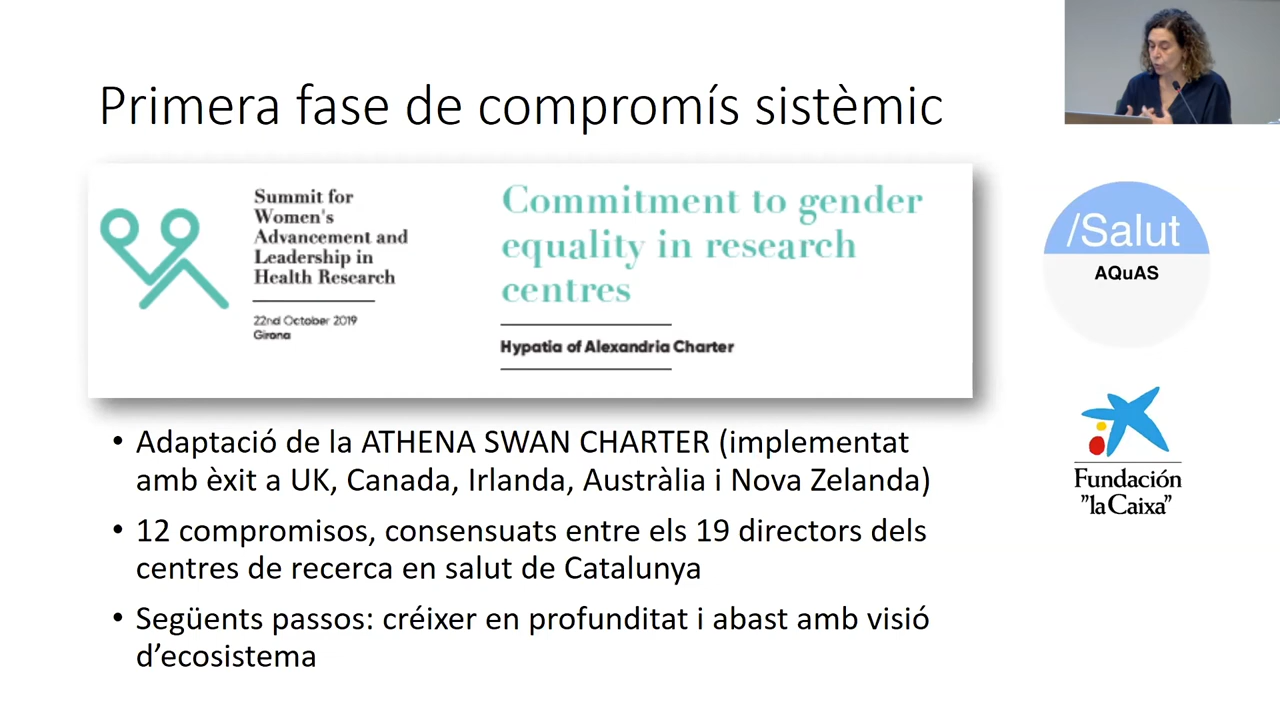 Primera fase de compromís sistèmic
Summit for
Women's
Advancement and
Leadership in
Health Research
22nd October 2019
Girona
Commitment to gender
equality in research
centres
Hypatia of Alexandria Charter
/Salut
AQuAS
Fundación
"la Caixa"
• Adaptació de la ATHENA SWAN CHARTER (implementat
amb èxit a UK, Canada, Irlanda, Austràlia i Nova Zelanda)
• 12 compromisos, consensuats entre els 19 directors dels
centres de recerca en salut de Catalunya
• Següents passos: créixer en profunditat i abast amb visió
d’ecosistema